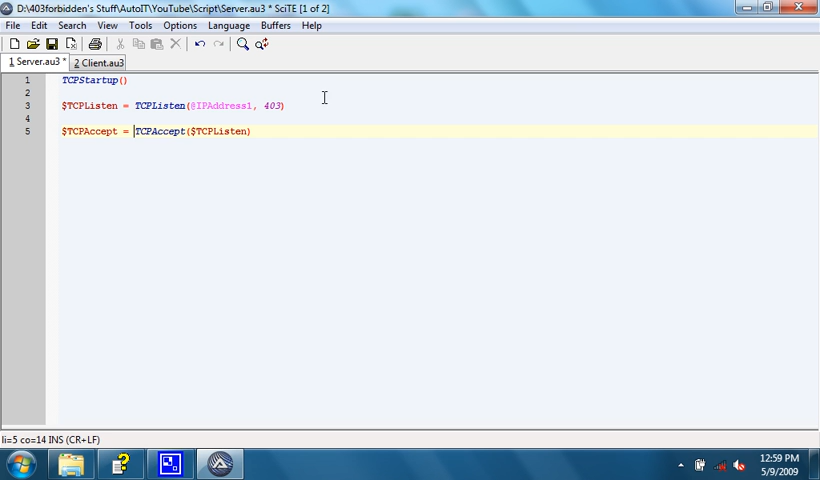 D:\403forbidden's Stuff\AutoIT\YouTube\Script\Server.au3 * SciTE [1 of 2]
File Edit Search View Tools Options Language Buffers Help
1 Server.au3 * 2 Client.au3
1 TCPStartup()
2
3 $TCPListen = TCPListen(@IPAddress1, 403)
4
5 $TCPAccept = TCPAccept($TCPListen)
li=5 co=14 INS (CR+LF)
12:59 PM
5/9/2009